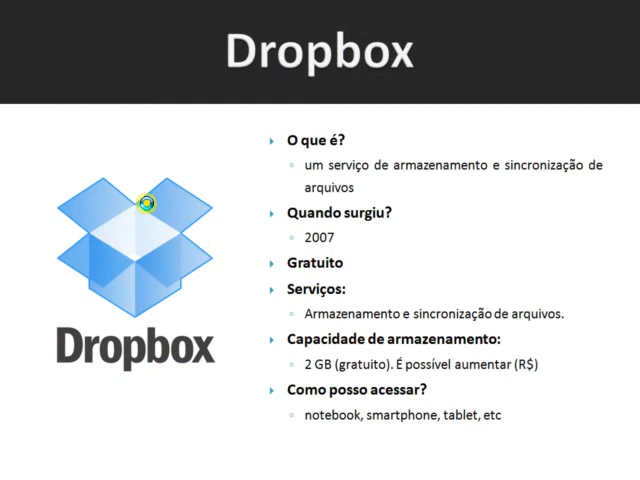 Dropbox
O que é?
um serviço de armazenamento e sincronização de
arquivos
Quando surgiu?
2007
Gratuito
Serviços:
Armazenamento e sincronização de arquivos.
Capacidade de armazenamento:
2 GB (gratuito). É possível aumentar (R$)
Como posso acessar?
notebook, smartphone, tablet, etc
Dropbox